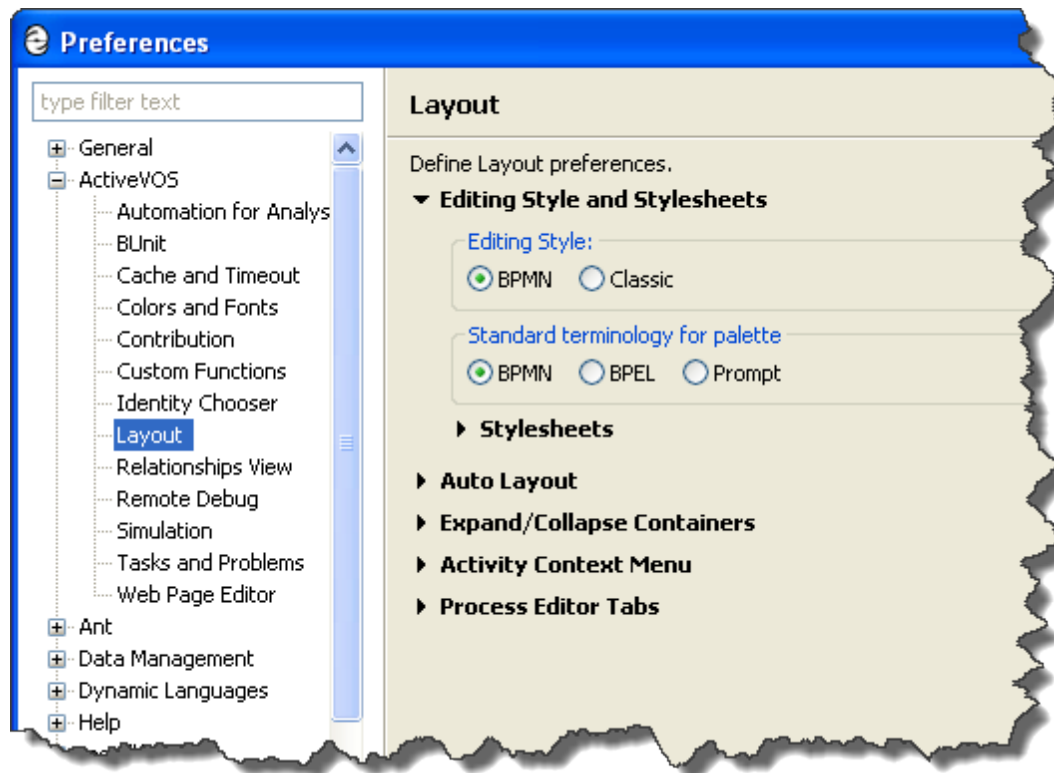 Preferences
type filter text
General
ActiveVOS
Automation for Analys
BUnit
Cache and Timeout
Colors and Fonts
Contribution
Custom Functions
Identity Chooser
Layout
Relationships View
Remote Debug
Simulation
Tasks and Problems
Web Page Editor
Ant
Data Management
Dynamic Languages
Help
Layout
Define Layout preferences.
Editing Style and Stylesheets
Editing Style:
BPMN Classic
Standard terminology for palette
BPMN BPEL Prompt
Stylesheets
Auto Layout
Expand/Collapse Containers
Activity Context Menu
Process Editor Tabs